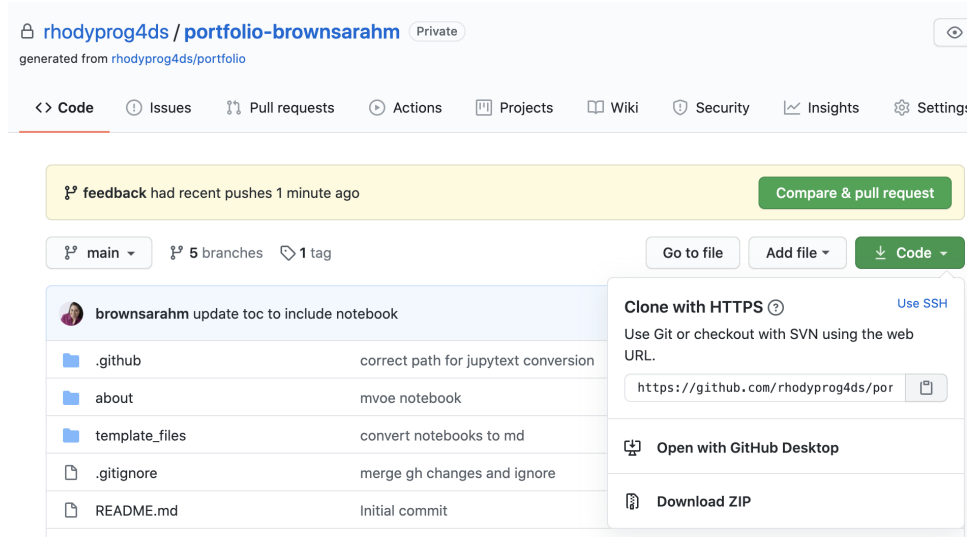 rhodyprog4ds / portfolio-brownsarahm Private
generated from rhodyprog4ds/portfolio
Code Issues Pull requests Actions Projects Wiki Security Insights Settings
feedback had recent pushes 1 minute ago Compare & pull request
main 5 branches 1 tag Go to file Add file Code
brownsarahm update toc to include notebook
.github correct path for jupytext conversion
about mvoe notebook
template_files convert notebooks to md
.gitignore merge gh changes and ignore
README.md Initial commit
Clone with HTTPS Use SSH
Use Git or checkout with SVN using the web
URL.
https://github.com/rhodyprog4ds/por
Open with GitHub Desktop
Download ZIP